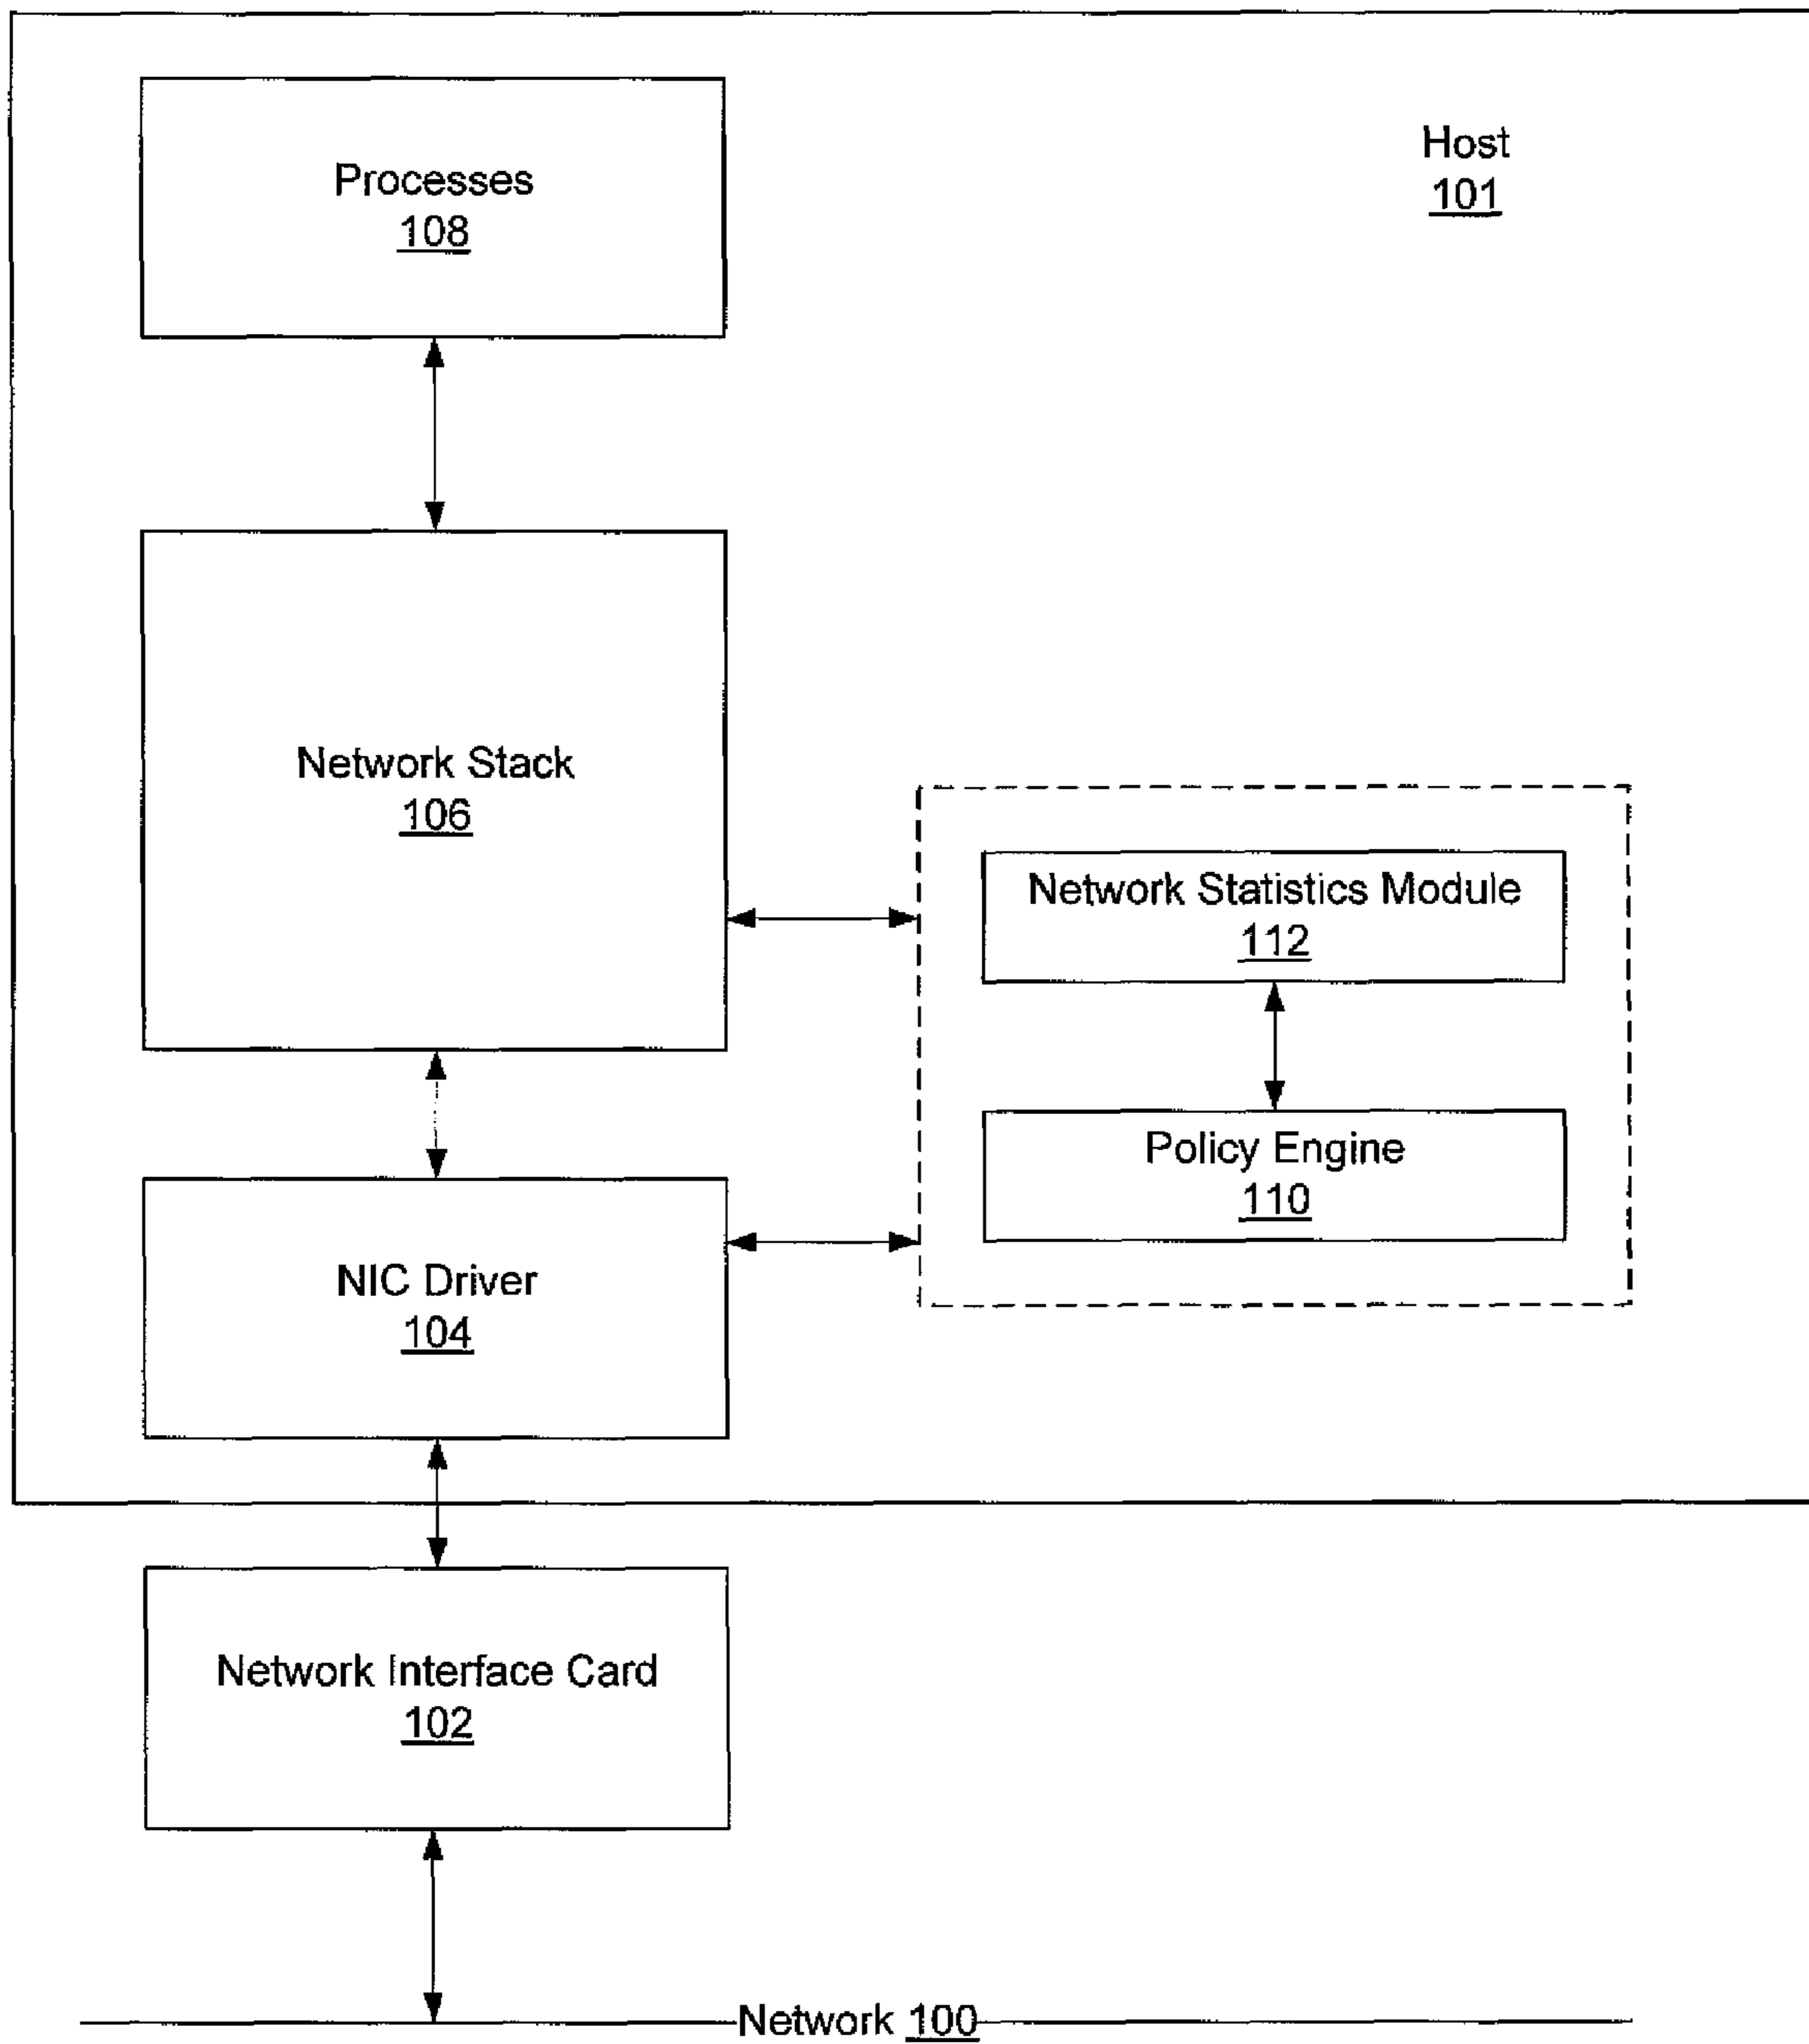 Processes
108
Host
101
Network Stack
106
Network Statistics Module
112
Policy Engine
110
NIC Driver
104
Network Interface Card
102
Network 100